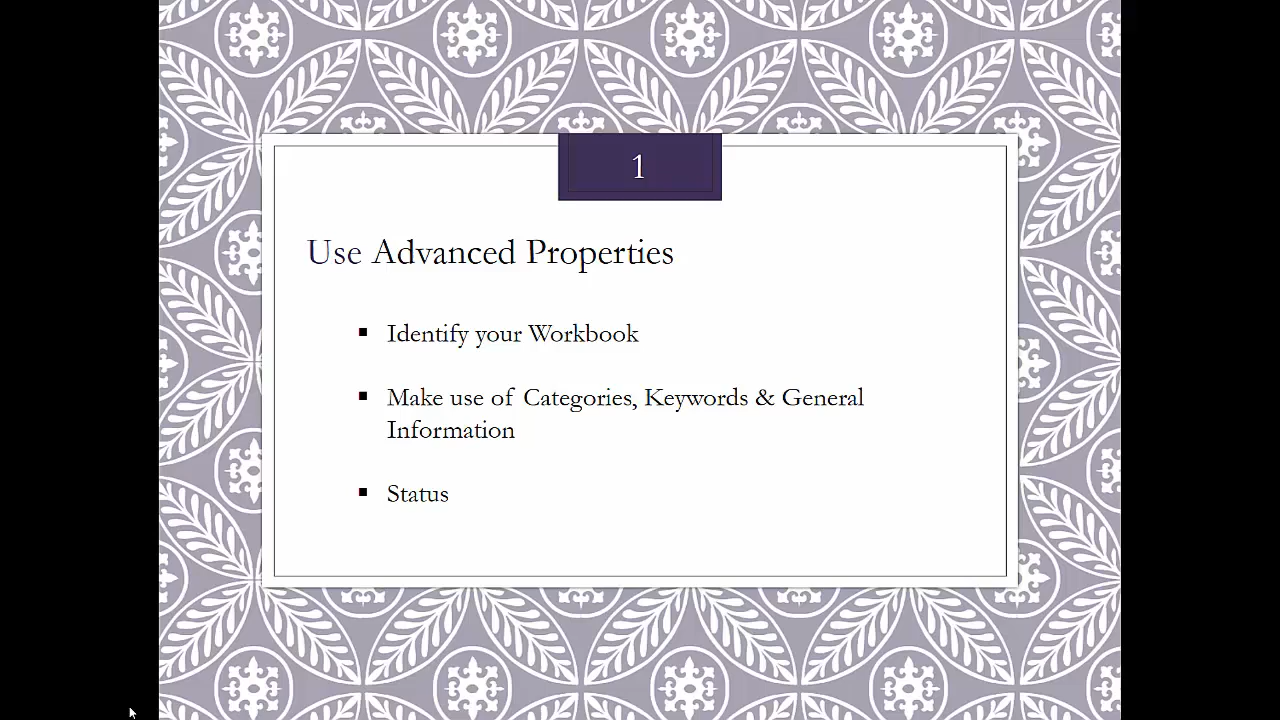 1
Use Advanced Properties
▪ Identify your Workbook
▪ Make use of Categories, Keywords & General
Information
▪ Status